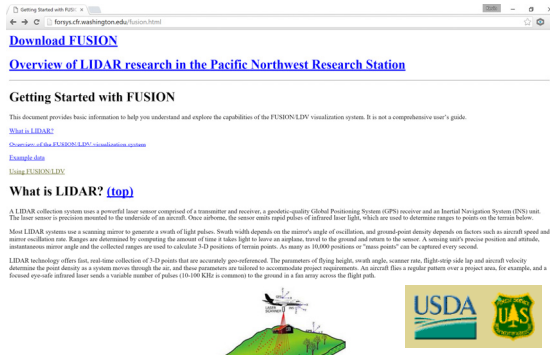 Getting Started with FUSI
forsys.cfr.washington.edu/fusion.html
Download FUSION
Overview of LIDAR research in the Pacific Northwest Research Station
Getting Started with FUSION
This document provides basic information to help you understand and explore the capabilities of the FUSION/LDV visualization system. It is not a comprehensive user's guide.
What is LIDAR?
Overview of the FUSION/LDV visualization system
Example data
Using FUSION/LDV
What is LIDAR? (top)
A LIDAR collection system uses a powerful laser sensor comprised of a transmitter and receiver, a geodetic-quality Global Positioning System (GPS) receiver and an Inertial Navigation System (INS) unit.
The laser sensor is precision mounted to the underside of an aircraft. Once airborne, the sensor emits rapid pulses of infrared laser light, which are used to determine ranges to points on the terrain below.
Most LIDAR systems use a scanning mirror to generate a swath of light pulses. Swath width depends on the mirror's angle of oscillation, and ground-point density depends on factors such as aircraft speed and
mirror oscillation rate. Ranges are determined by computing the amount of time it takes light to leave an airplane, travel to the ground and return to the sensor. A sensing unit's precise position and attitude,
instantaneous mirror angle and the collected ranges are used to calculate 3-D positions of terrain points. As many as 10,000 positions or "mass points" can be captured every second.
LIDAR technology offers fast, real-time collection of 3-D points that are accurately geo-referenced. The parameters of flying height, swath angle, scanner rate, flight-strip side lap and aircraft velocity
determine the point density as a system moves through the air, and these parameters are tailored to accommodate project requirements. An aircraft flies a regular pattern over a project area, for example, and a
focused eye-safe infrared laser sends a variable number of pulses (10-100 KHz is common) to the ground in a fan array across the flight path.
LASER
SCANNER
USDA
FOREST SERVICE
U S